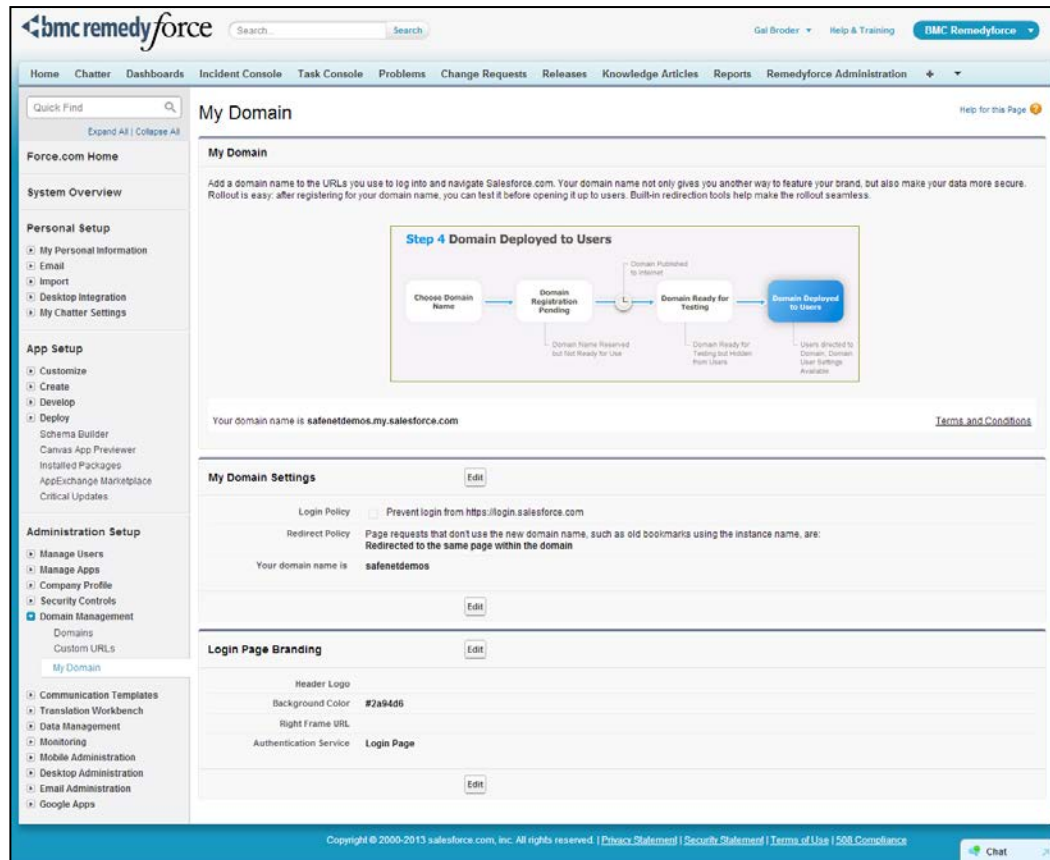 bmc remedyforce
Search...
Search
Gal Broder
Help & Training
BMC Remedyforce
Home Chatter Dashboards Incident Console Task Console Problems Change Requests Releases Knowledge Articles Reports Remedyforce Administration +
Quick Find
Expand All | Collapse All
Force.com Home
System Overview
Personal Setup
My Personal Information
Email
Import
Desktop Integration
My Chatter Settings
App Setup
Customize
Create
Develop
Deploy
Schema Builder
Canvas App Previewer
Installed Packages
AppExchange Marketplace
Critical Updates
Administration Setup
Manage Users
Manage Apps
Company Profile
Security Controls
Domain Management
Domains
Custom URLs
My Domain
Communication Templates
Translation Workbench
Data Management
Monitoring
Mobile Administration
Desktop Administration
Email Administration
Google Apps
My Domain
Help for this Page
My Domain
Add a domain name to the URLs you use to log into and navigate Salesforce.com. Your domain name not only gives you another way to feature your brand, but also make your data more secure.
Rollout is easy: after registering for your domain name, you can test it before opening it up to users. Built-in redirection tools help make the rollout seamless.
Step 4 Domain Deployed to Users
Domain Published
to Internet
Choose Domain
Name
Domain
Registration
Pending
Domain Ready for
Testing
Domain Deployed
to Users
Domain Name Reserved
but Not Ready for Use
Domain Ready for
Testing but Hidden
from Users
Users directed to
Domain, Domain
User Settings
Available
Your domain name is safenetdemos.my.salesforce.com
Terms and Conditions
My Domain Settings
Edit
Login Policy Prevent login from https://login.salesforce.com
Redirect Policy Page requests that don't use the new domain name, such as old bookmarks using the instance name, are:
Redirected to the same page within the domain
Your domain name is safenetdemos
Edit
Login Page Branding
Edit
Header Logo
Background Color #2a94d6
Right Frame URL
Authentication Service Login Page
Edit
Copyright © 2000-2013 salesforce.com, inc. All rights reserved. | Privacy Statement | Security Statement | Terms of Use | 508 Compliance
Chat